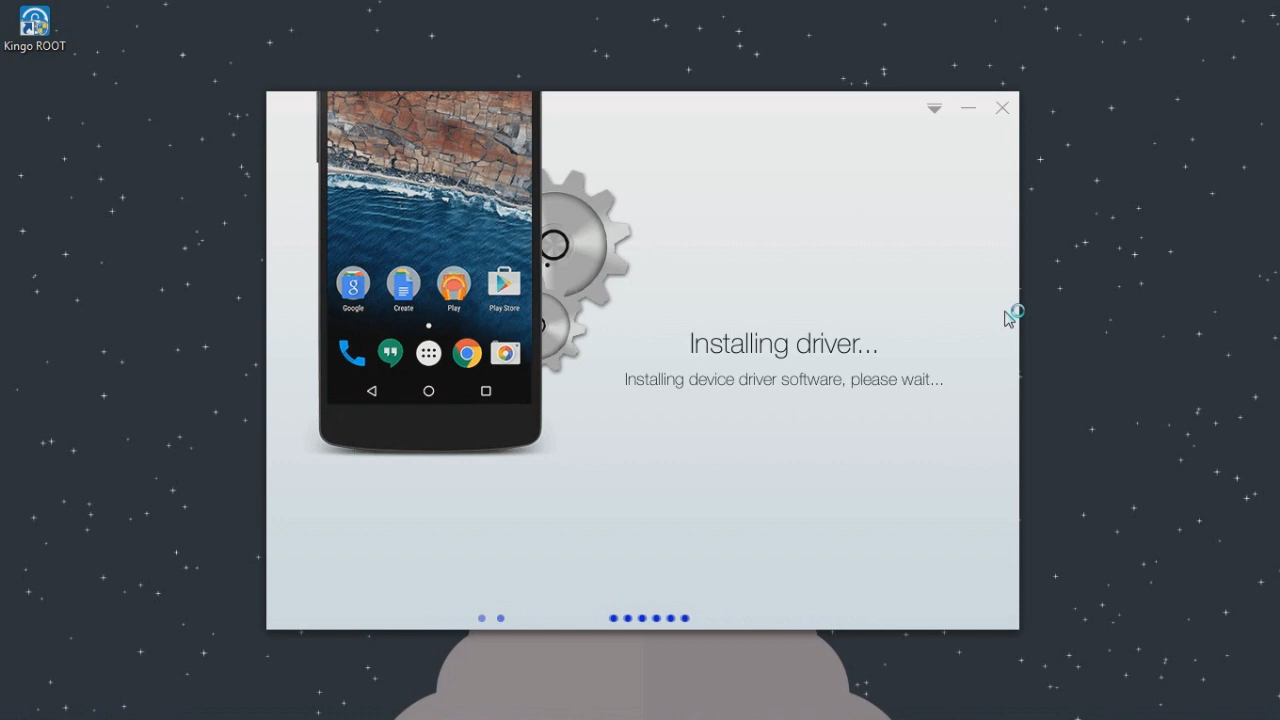 Kingo ROOT
Google Create Play Play Store
Installing driver...
Installing device driver software, please wait...